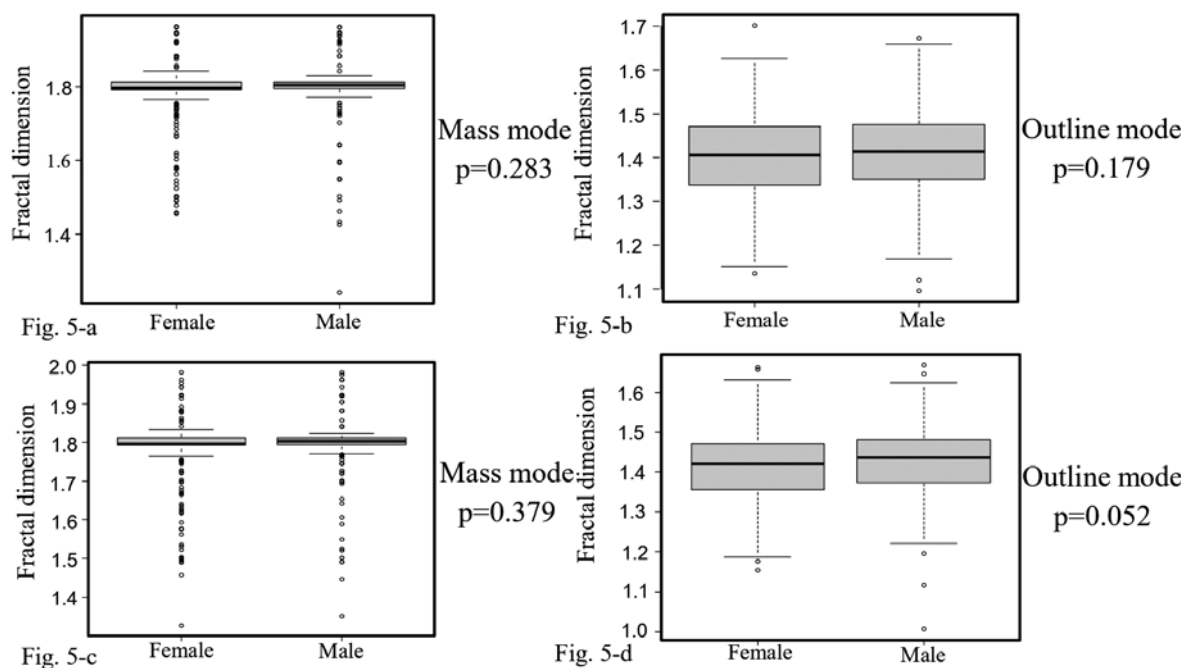 Fractal dimension
1.8
1.6
1.4
Female
Male
Mass mode
p=0.283
Fig. 5-a
Fractal dimension
1.7
1.6
1.5
1.4
1.3
1.2
1.1
Female
Male
Outline mode
p=0.179
Fig. 5-b
Fractal dimension
2.0
1.9
1.8
1.7
1.6
1.5
1.4
Female
Male
Mass mode
p=0.379
Fig. 5-c
Fractal dimension
1.6
1.5
1.4
1.3
1.2
1.1
1.0
Female
Male
Outline mode
p=0.052
Fig. 5-d